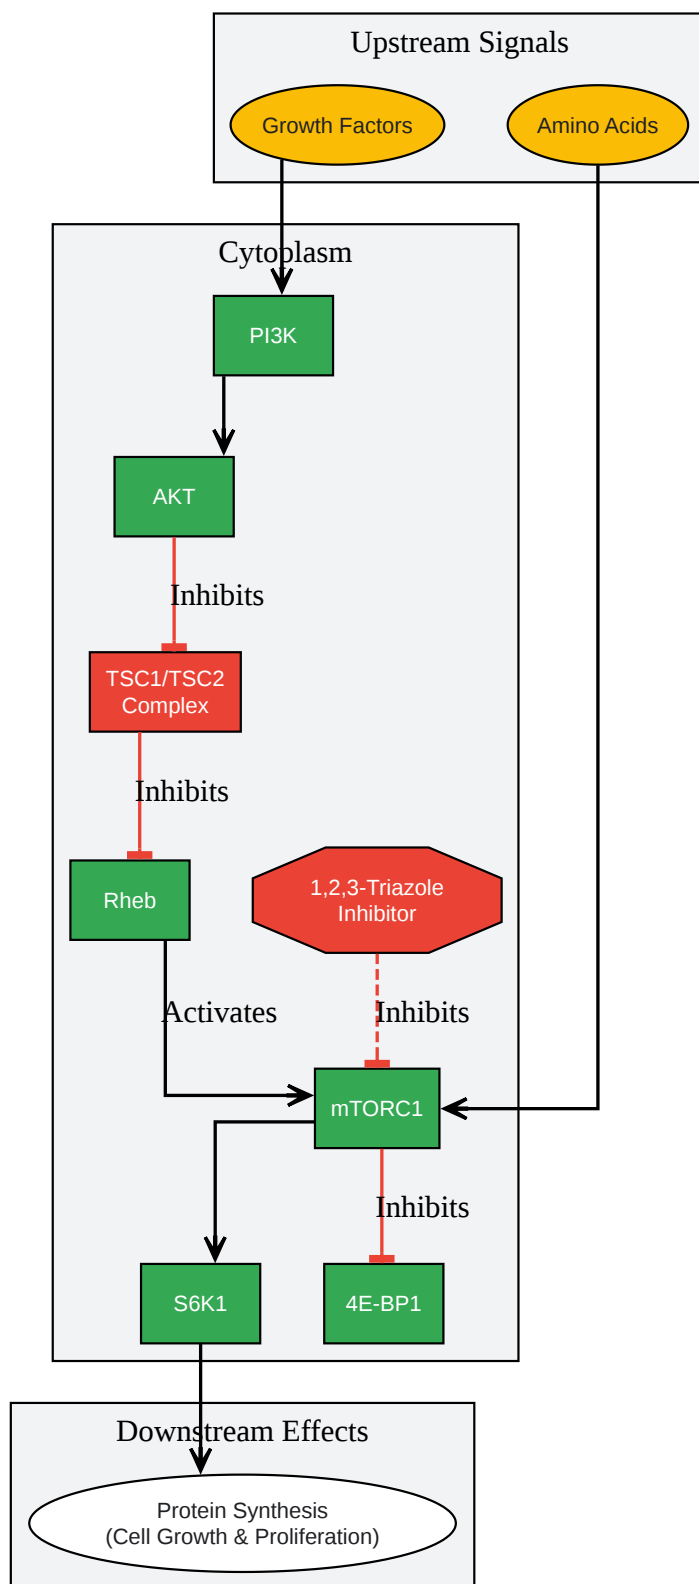 Upstream Signals
Growth Factors
Amino Acids
Cytoplasm
PI3K
AKT
Inhibits
TSC1/TSC2
Complex
Inhibits
Rheb
1,2,3-Triazole
Inhibitor
Activates
Inhibits
mTORC1
Inhibits
S6K1
4E-BP1
Downstream Effects
Protein Synthesis
(Cell Growth & Proliferation)